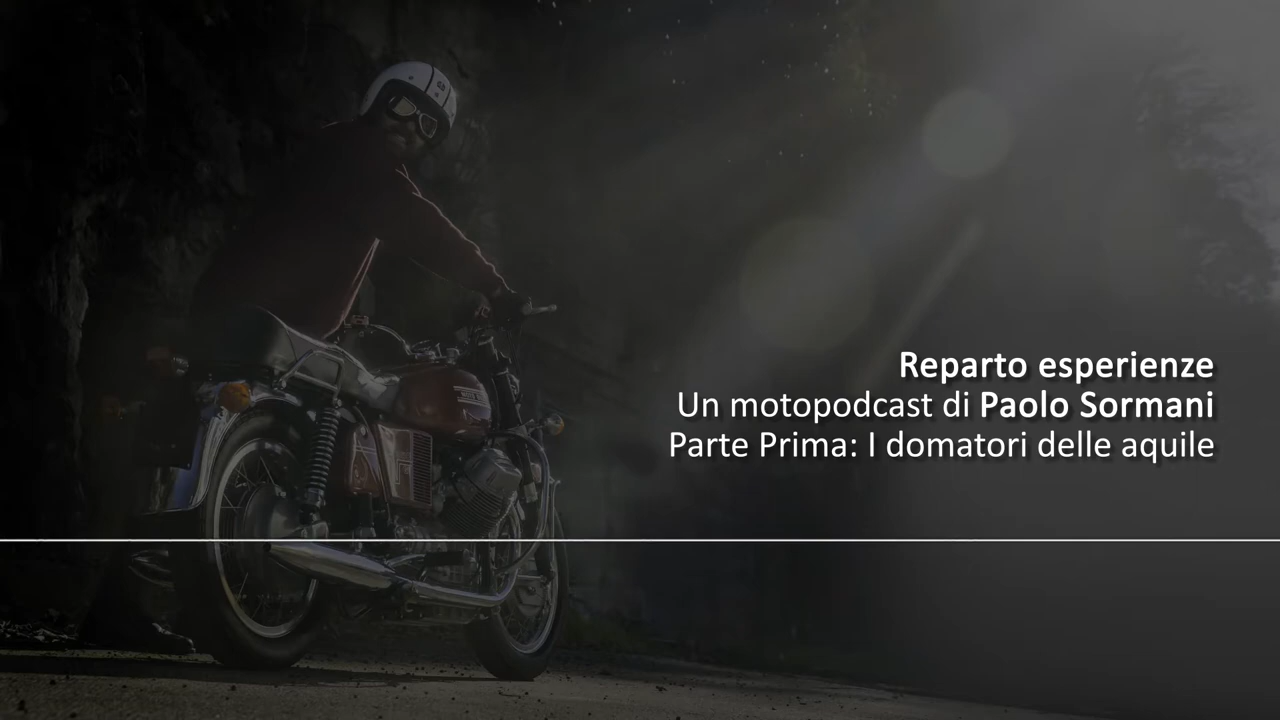 Reparto esperienze
Un motopodcast di Paolo Sormani
Parte Prima: I domatori delle aquile